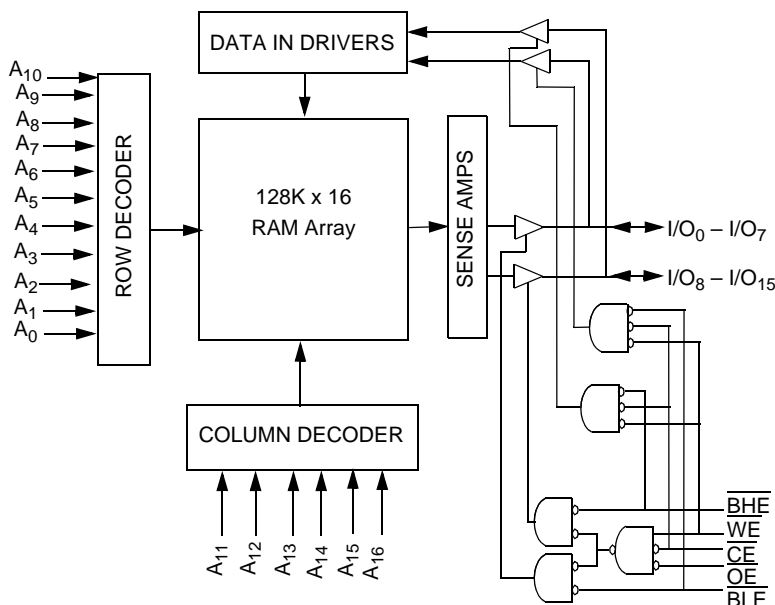 DATA IN DRIVERS
A10
A9
A8
A7
A6
A5
A4
A3
A2
A1
A0
ROW DECODER
128K x 16
RAM Array
SENSE AMPS
I/O0 – I/O7
I/O8 – I/O15
COLUMN DECODER
A11
A12
A13
A14
A15
A16
BHE
WE
CE
OE
BLE